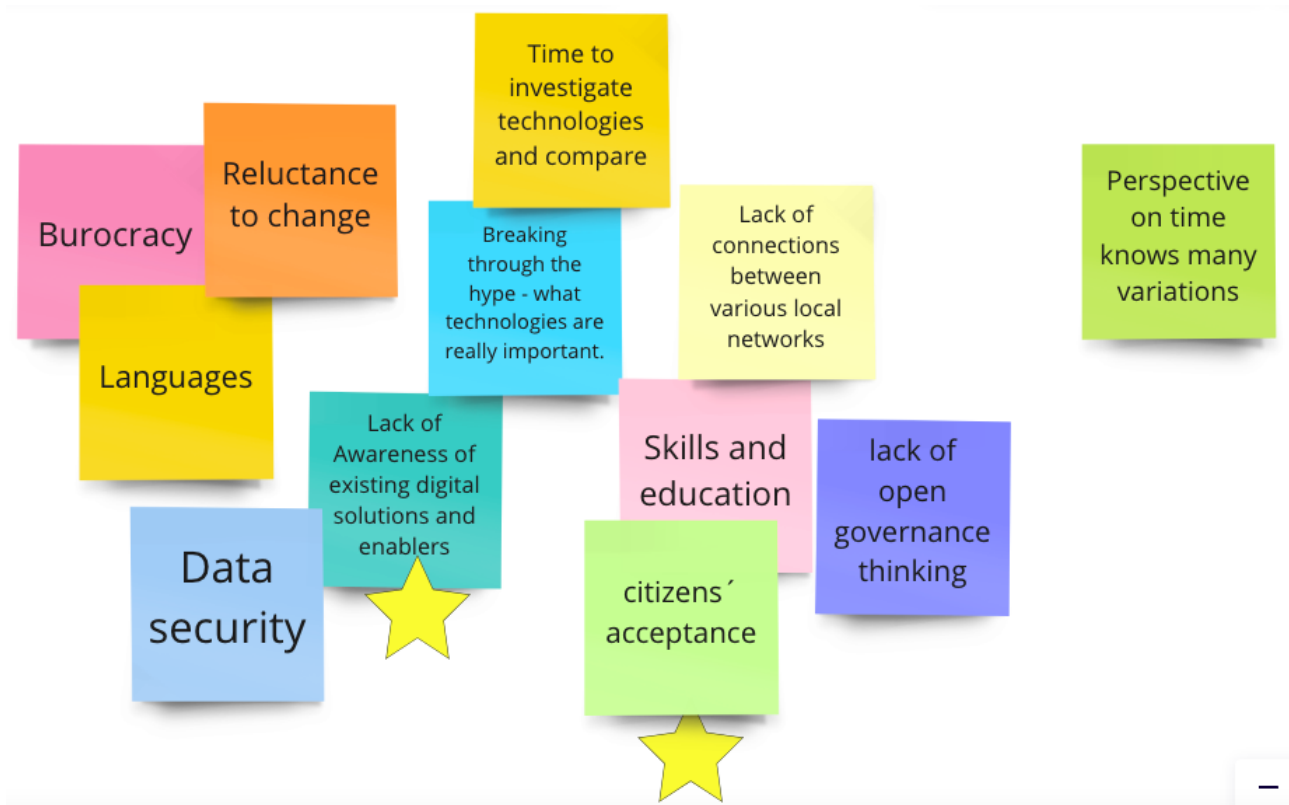 Time to
investigate
technologies
and compare
Reluctance
to change
Burocracy
Perspective
on time
knows many
variations
Breaking
through the
hype - what
technologies are
really important.
Lack of
connections
between
various local
networks
Languages
Lack of
Awareness of
existing digital
solutions and
enablers
Skills and
education
lack of
open
governance
thinking
Data
security
citizens´
acceptance